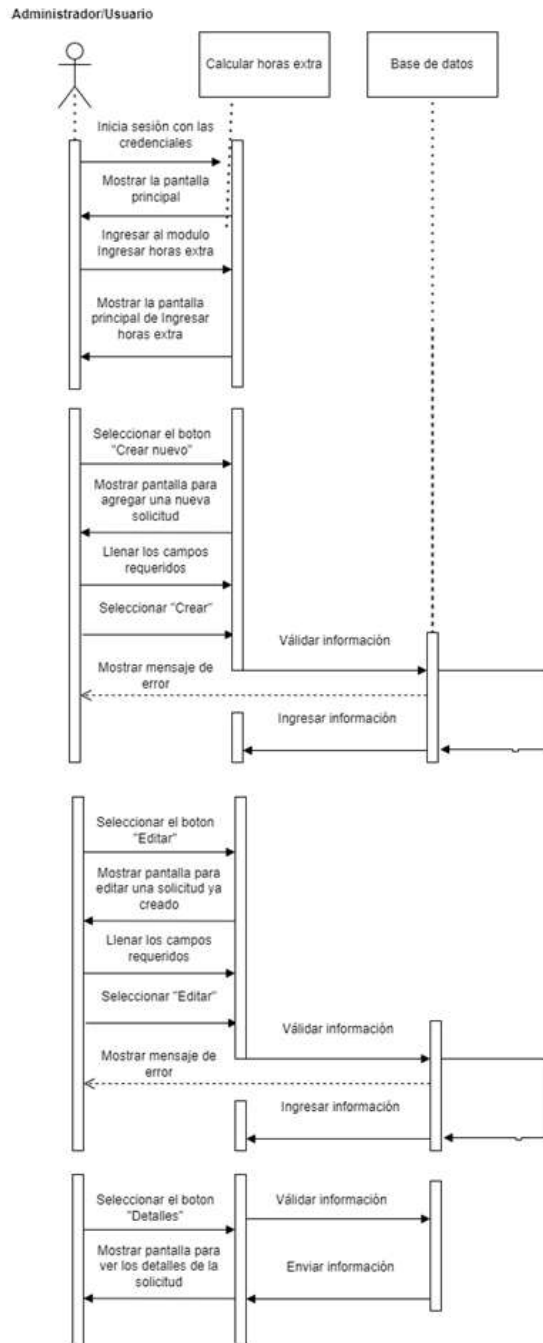 Administrador/Usuario
Calcular horas extra
Base de datos
Inicia sesión con las
credenciales
Mostrar la pantalla
principal
Ingresar al modulo
Ingresar horas extra
Mostrar la pantalla
principal de Ingresar
horas extra
Seleccionar el boton
"Crear nuevo"
Mostrar pantalla para
agregar una nueva
solicitud
Llenar los campos
requeridos
Seleccionar "Crear"
Válidar información
Mostrar mensaje de
error
Ingresar información
Seleccionar el boton
"Editar"
Mostrar pantalla para
editar una solicitud ya
creado
Llenar los campos
requeridos
Seleccionar "Editar"
Válidar información
Mostrar mensaje de
error
Ingresar información
Seleccionar el boton
"Detalles"
Válidar información
Mostrar pantalla para
ver los detalles de la
solicitud
Enviar información